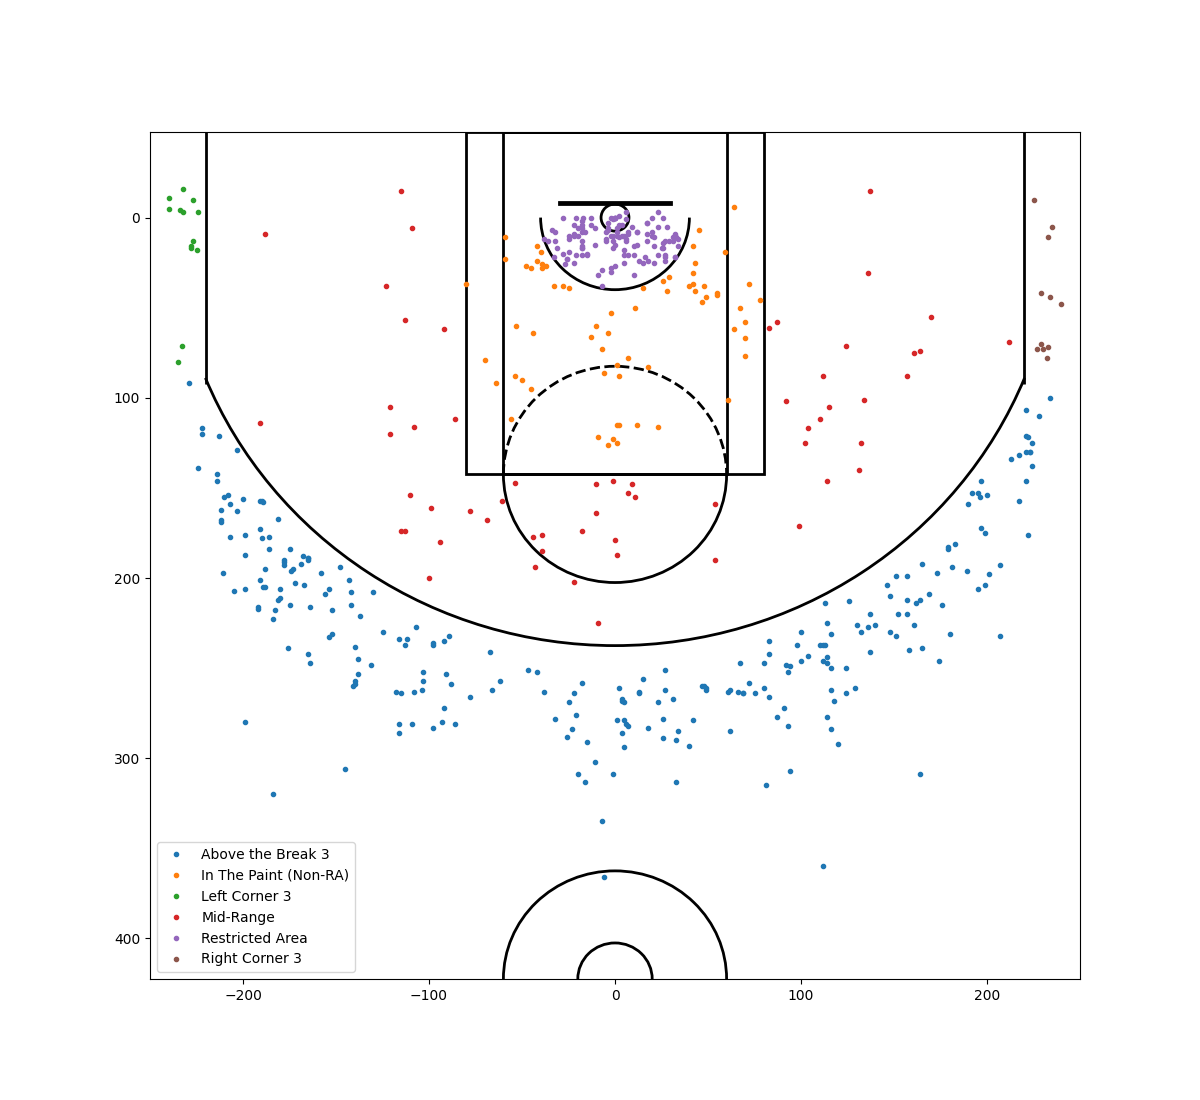 0
100
200
300
400
Above the Break 3
In The Paint (Non-RA)
Left Corner 3
Mid-Range
Restricted Area
Right Corner 3
−200 −100 0 100 200